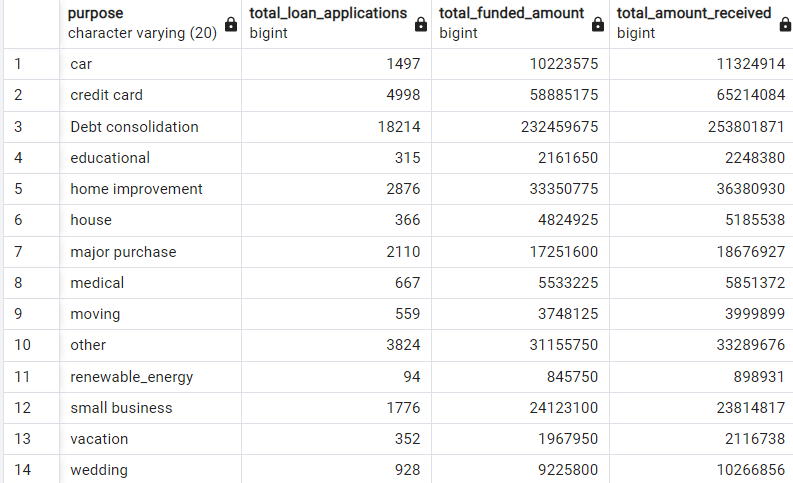 purpose total_loan_applications total_funded_amount total_amount_received
character varying (20) bigint bigint bigint
1 car 1497 10223575 11324914
2 credit card 4998 58885175 65214084
3 Debt consolidation 18214 232459675 253801871
4 educational 315 2161650 2248380
5 home improvement 2876 33350775 36380930
6 house 366 4824925 5185538
7 major purchase 2110 17251600 18676927
8 medical 667 5533225 5851372
9 moving 559 3748125 3999899
10 other 3824 31155750 33289676
11 renewable_energy 94 845750 898931
12 small business 1776 24123100 23814817
13 vacation 352 1967950 2116738
14 wedding 928 9225800 10266856